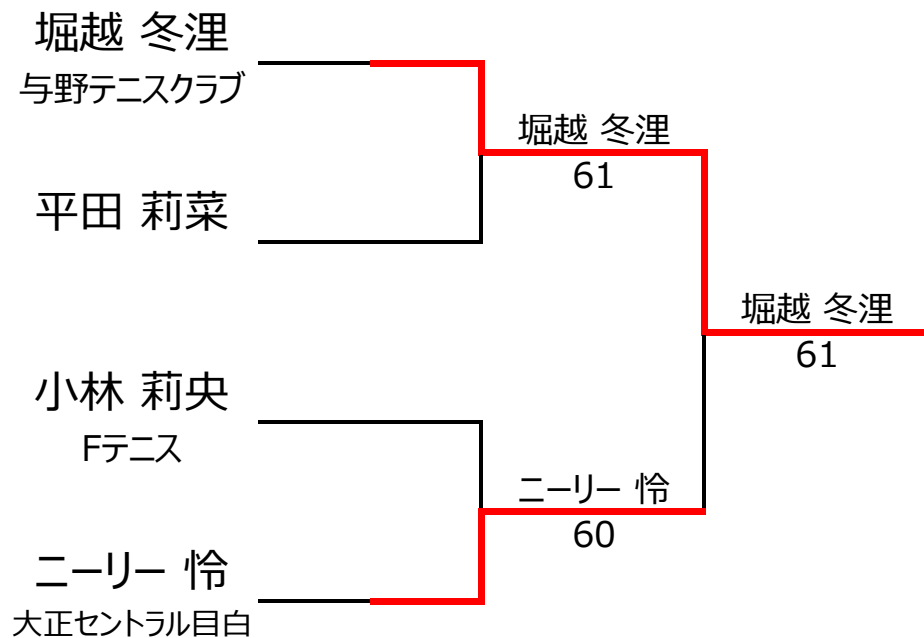 堀越 冬浬
与野テニスクラブ
平田 莉菜
小林 莉央
Fテニス
ニーリー 怜
大正セントラル目白
堀越 冬浬
61
ニーリー 怜
60
堀越 冬浬
61